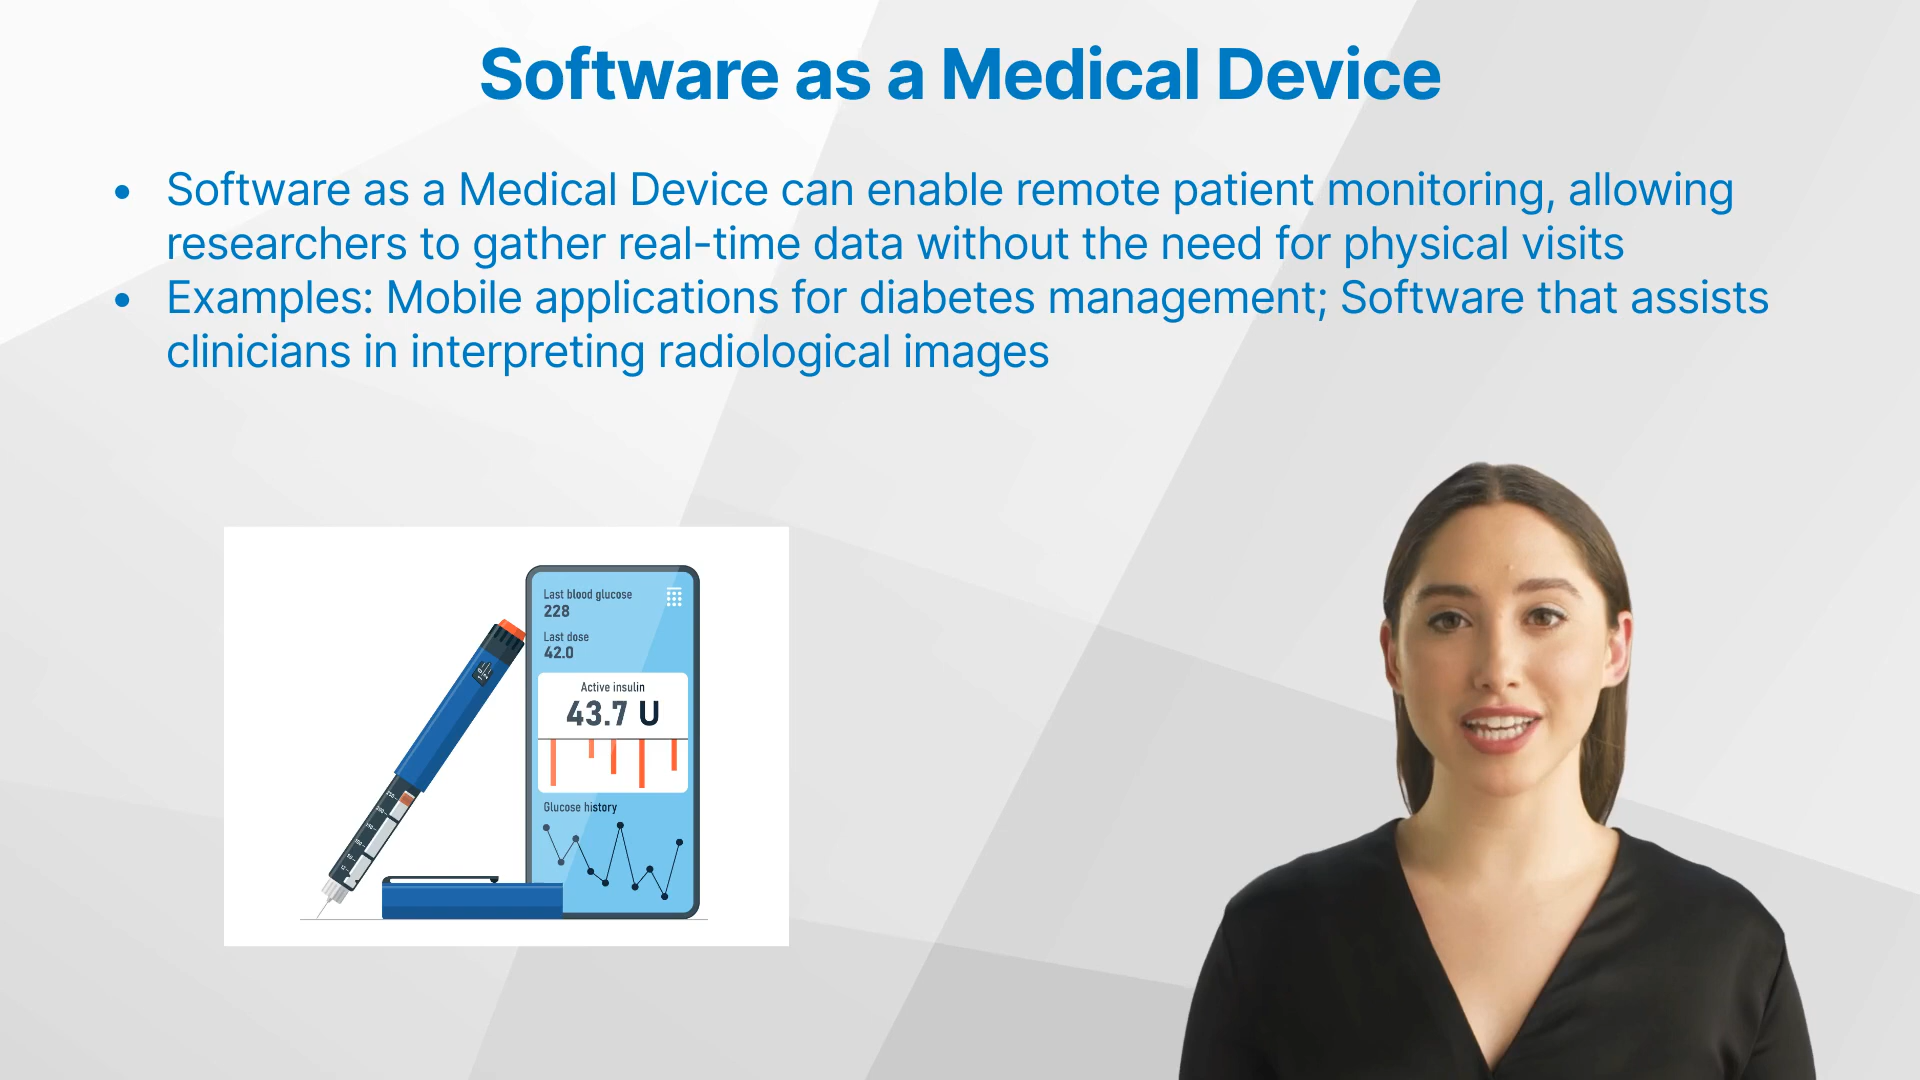 Software as a Medical Device
• Software as a Medical Device can enable remote patient monitoring, allowing
researchers to gather real-time data without the need for physical visits
• Examples: Mobile applications for diabetes management; Software that assists
clinicians in interpreting radiological images
Last blood glucose
228
Last dose
42.0
Active insulin
43.7 U
Glucose history